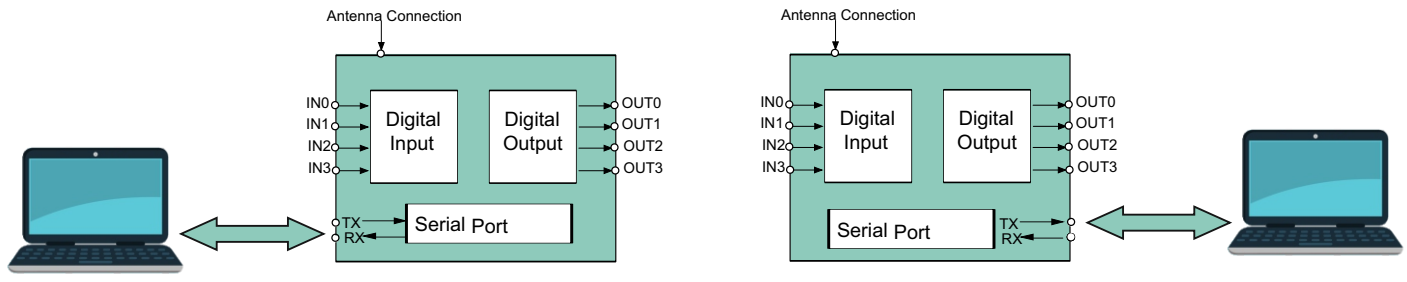 Antenna Connection
IN0
IN1
IN2
IN3
Digital
Input
Digital
Output
OUT0
OUT1
OUT2
OUT3
TX
RX
Serial Port
Antenna Connection
IN0
IN1
IN2
IN3
Digital
Input
Digital
Output
OUT0
OUT1
OUT2
OUT3
Serial Port
TX
RX